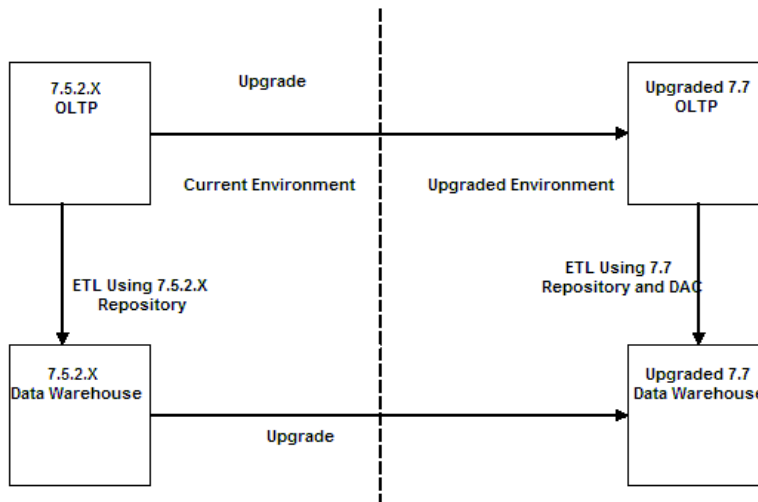 7.5.2.X
OLTP
Upgrade
Upgraded 7.7
OLTP
Current Environment
Upgraded Environment
ETL Using 7.5.2.X
Repository
ETL Using 7.7
Repository and DAC
7.5.2.X
Data Warehouse
Upgrade
Upgraded 7.7
Data Warehouse